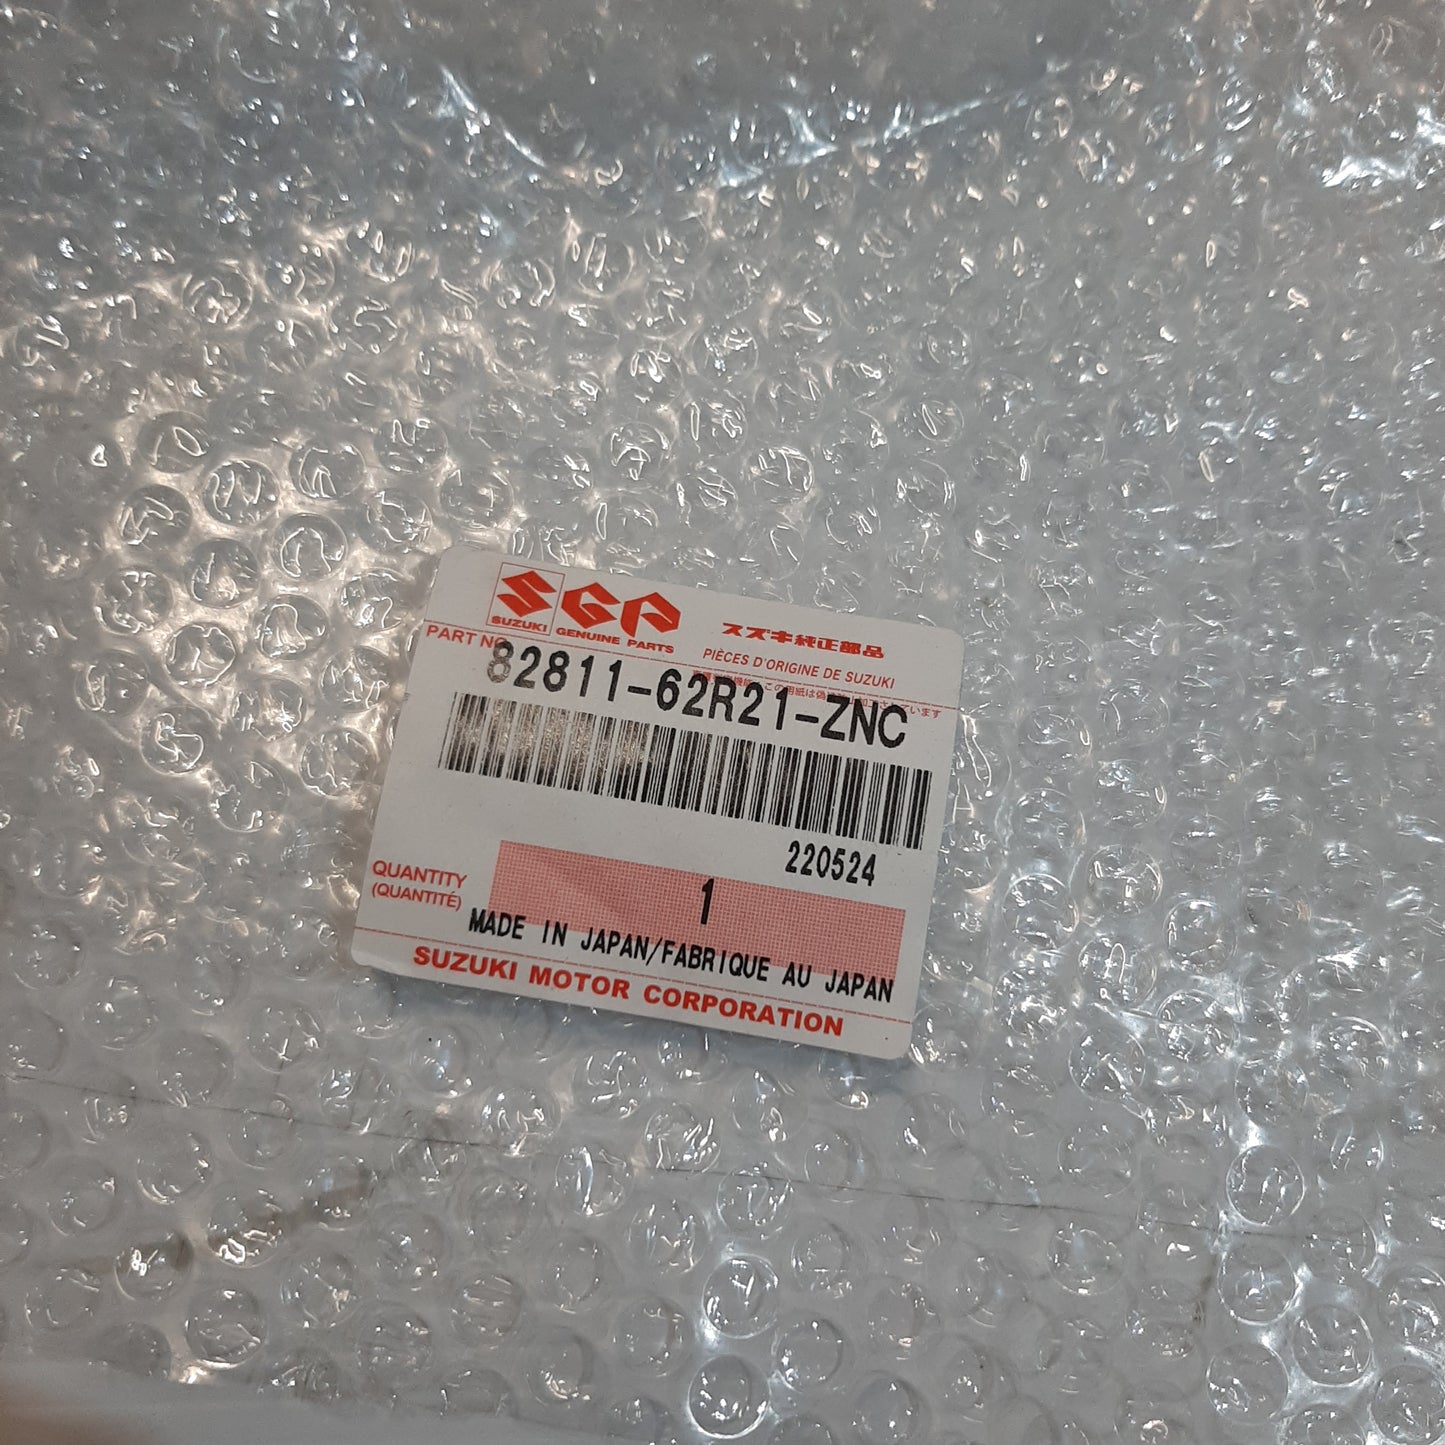 SUZUKI
SGP
GENUINE PARTS
スズキ純正部品
PIÈCES D'ORIGINE DE SUZUKI
PART NO.
82811-62R21-ZNC
220524
QUANTITY
(QUANTITÉ)
1
MADE IN JAPAN/FABRIQUE AU JAPAN
SUZUKI MOTOR CORPORATION